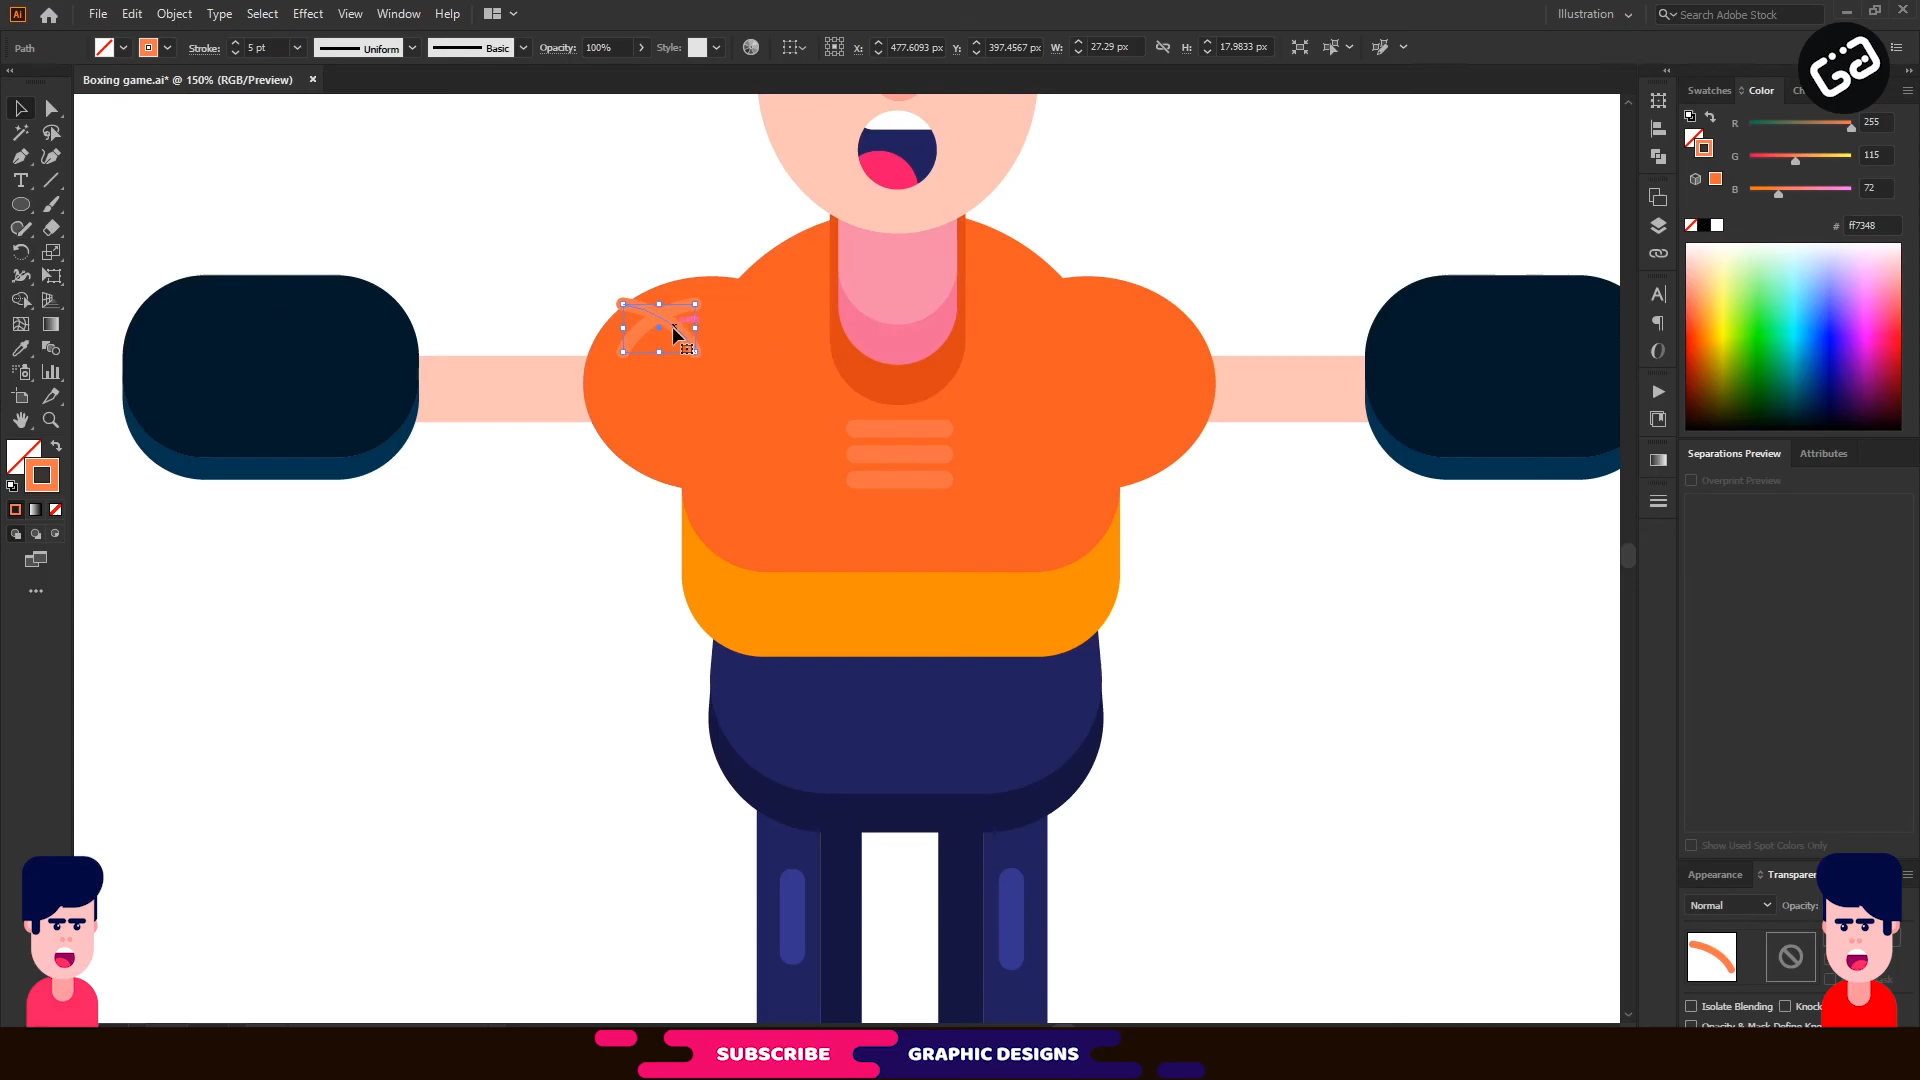 File Edit Object Type Select Effect View Window Help Illustration Search Adobe Stock
Path Stroke: 5 pt Uniform Basic Opacity: 100% Style: X: 477.6093 px Y: 397.4567 px W: 27.29 px H: 17.9833 px
Boxing game.ai* @ 150% (RGB/Preview)
Swatches Color
R 255
G 115
B 72
# ff7348
Separations Preview Attributes
Overprint Preview
Show Used Spot Colors Only
Appearance
Normal Opacity:
Isolate Blending
SUBSCRIBE GRAPHIC DESIGNS